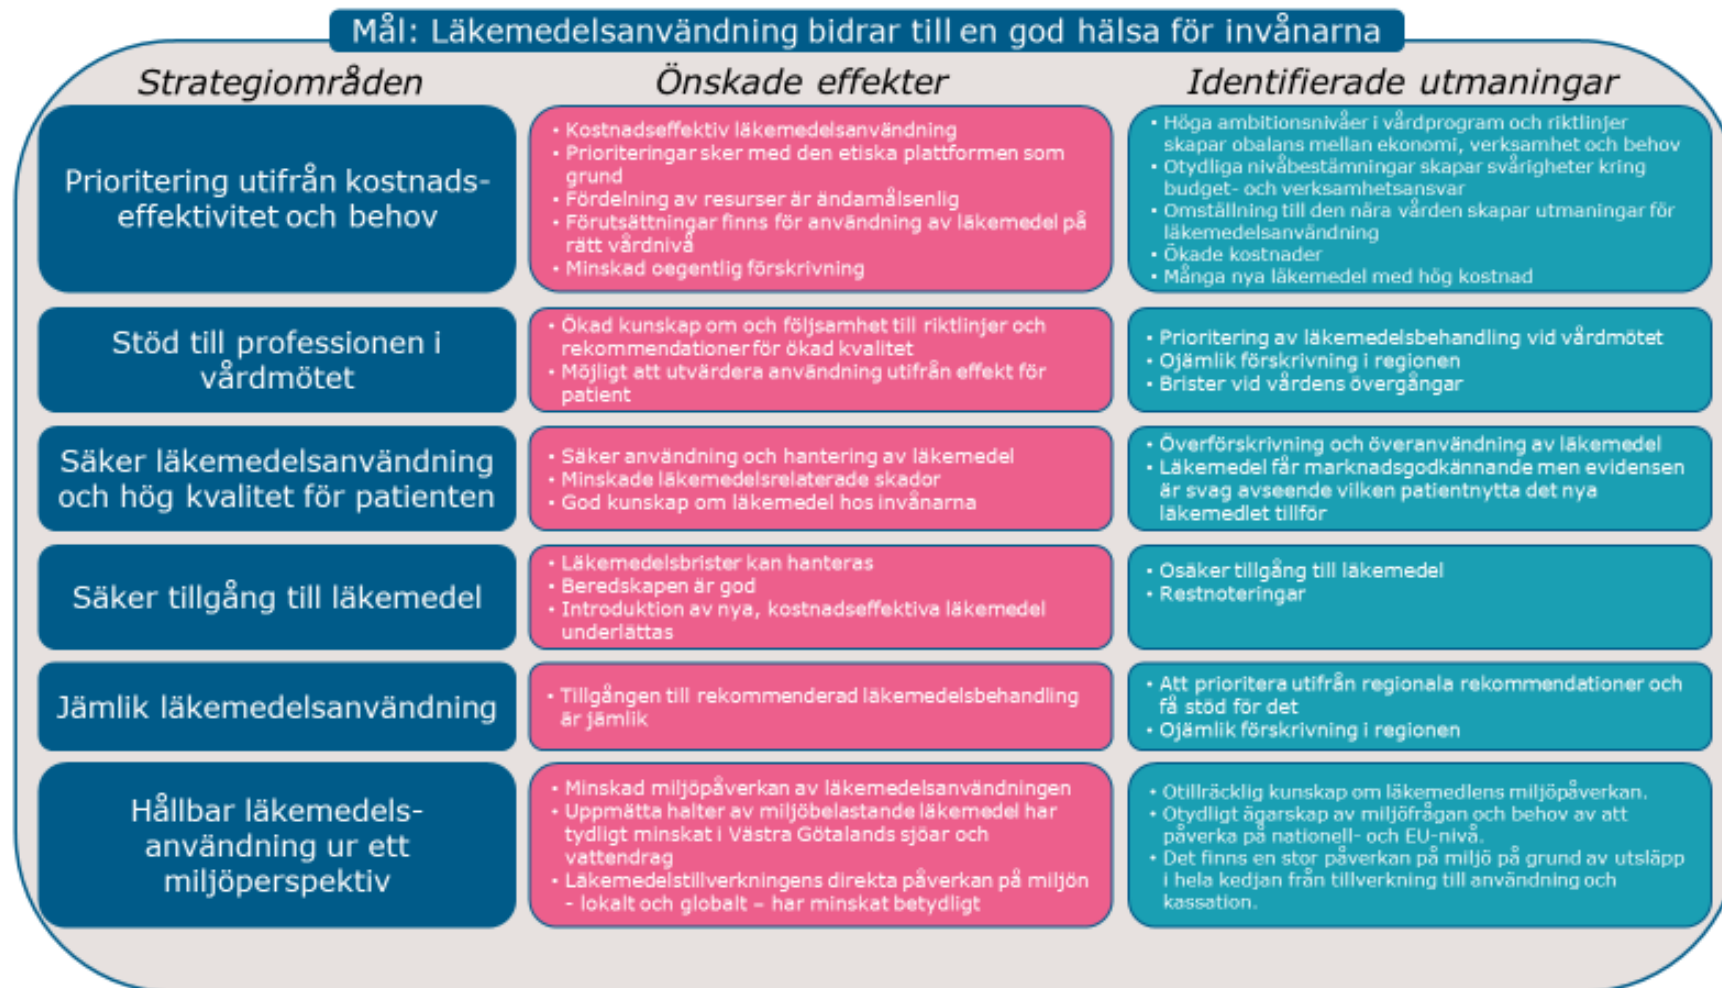 Mål: Läkemedelsanvändning bidrar till en god hälsa för invånarna
Strategiområden
Önskade effekter
Identifierade utmaningar
Prioritering utifrån kostnads-
effektivitet och behov
• Kostnadseffektiv läkemedelsanvändning
• Prioriteringar sker med den etiska plattformen som
grund
• Fördelning av resurser är ändamålsenlig
• Förutsättningar finns för användning av läkemedel på
rätt vårdnivå
• Minskad oegentlig förskrivning
• Höga ambitionsnivåer i vårdprogram och riktlinjer
skapar obalans mellan ekonomi, verksamhet och behov
• Otydliga nivåbestämningar skapar svårigheter kring
budget- och verksamhetsansvar
• Omställning till den nära vården skapar utmaningar för
läkemedelsanvändning
• Ökade kostnader
• Många nya läkemedel med hög kostnad
Stöd till professionen i
vårdmötet
• Ökad kunskap om och följsamhet till riktlinjer och
rekommendationer för ökad kvalitet
• Möjligt att utvärdera användning utifrån effekt för
patient
• Prioritering av läkemedelsbehandling vid vårdmötet
• Ojämlik förskrivning i regionen
• Brister vid vårdens övergångar
Säker läkemedelsanvändning
och hög kvalitet för patienten
• Säker användning och hantering av läkemedel
• Minskade läkemedelsrelaterade skador
• God kunskap om läkemedel hos invånarna
• Överförskrivning och överanvändning av läkemedel
• Läkemedel får marknadsgodkännande men evidensen
är svag avseende vilken patientnytta det nya
läkemedlet tillför
Säker tillgång till läkemedel
• Läkemedelsbrister kan hanteras
• Beredskapen är god
• Introduktion av nya, kostnadseffektiva läkemedel
underlättas
• Osäker tillgång till läkemedel
• Restnoteringar
Jämlik läkemedelsanvändning
• Tillgången till rekommenderad läkemedelsbehandling
är jämlik
• Att prioritera utifrån regionala rekommendationer och
få stöd för det
• Ojämlik förskrivning i regionen
Hållbar läkemedels-
användning ur ett
miljöperspektiv
• Minskad miljöpåverkan av läkemedelsanvändningen
• Uppmätta halter av miljöbelastande läkemedel har
tydligt minskat i Västra Götalands sjöar och
vattendrag
• Läkemedelstillverkningens direkta påverkan på miljön
- lokalt och globalt – har minskat betydligt
• Otillräcklig kunskap om läkemedlens miljöpåverkan.
• Otydligt ägarskap av miljöfrågan och behov av att
påverka på nationell- och EU-nivå.
• Det finns en stor påverkan på miljö på grund av utsläpp
i hela kedjan från tillverkning till användning och
kassation.